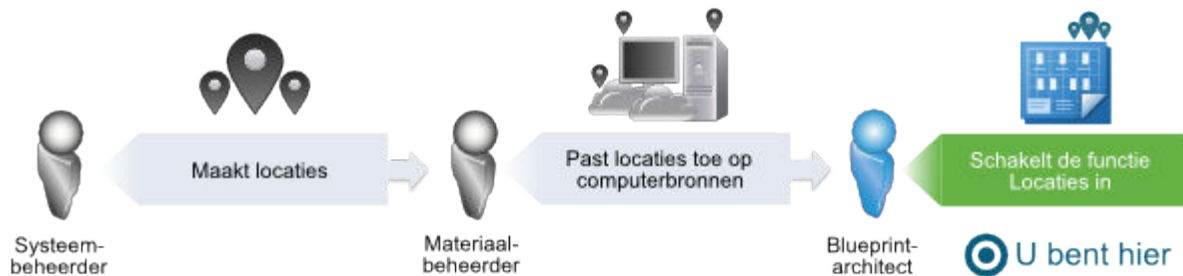 Maakt locaties
Past locaties toe op
computerbronnen
Schakelt de functie
Locaties in
Systeem-
beheerder
Materiaal-
beheerder
Blueprint-
architect
U bent hier